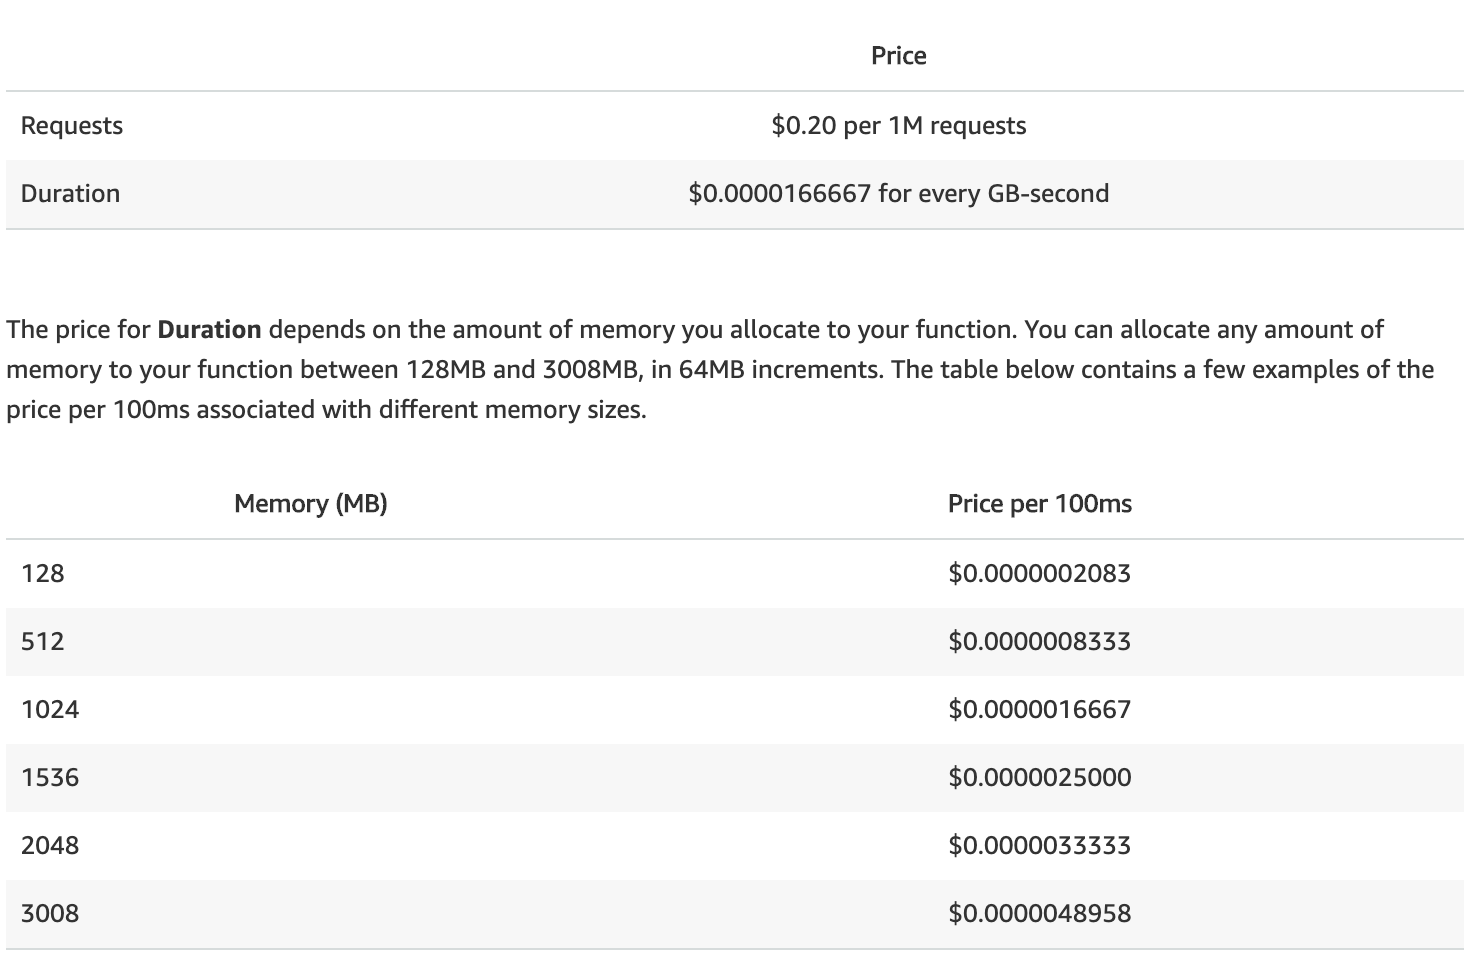 Price
Requests $0.20 per 1M requests
Duration $0.0000166667 for every GB-second
The price for Duration depends on the amount of memory you allocate to your function. You can allocate any amount of
memory to your function between 128MB and 3008MB, in 64MB increments. The table below contains a few examples of the
price per 100ms associated with different memory sizes.
Memory (MB) Price per 100ms
128 $0.0000002083
512 $0.0000008333
1024 $0.0000016667
1536 $0.0000025000
2048 $0.0000033333
3008 $0.0000048958